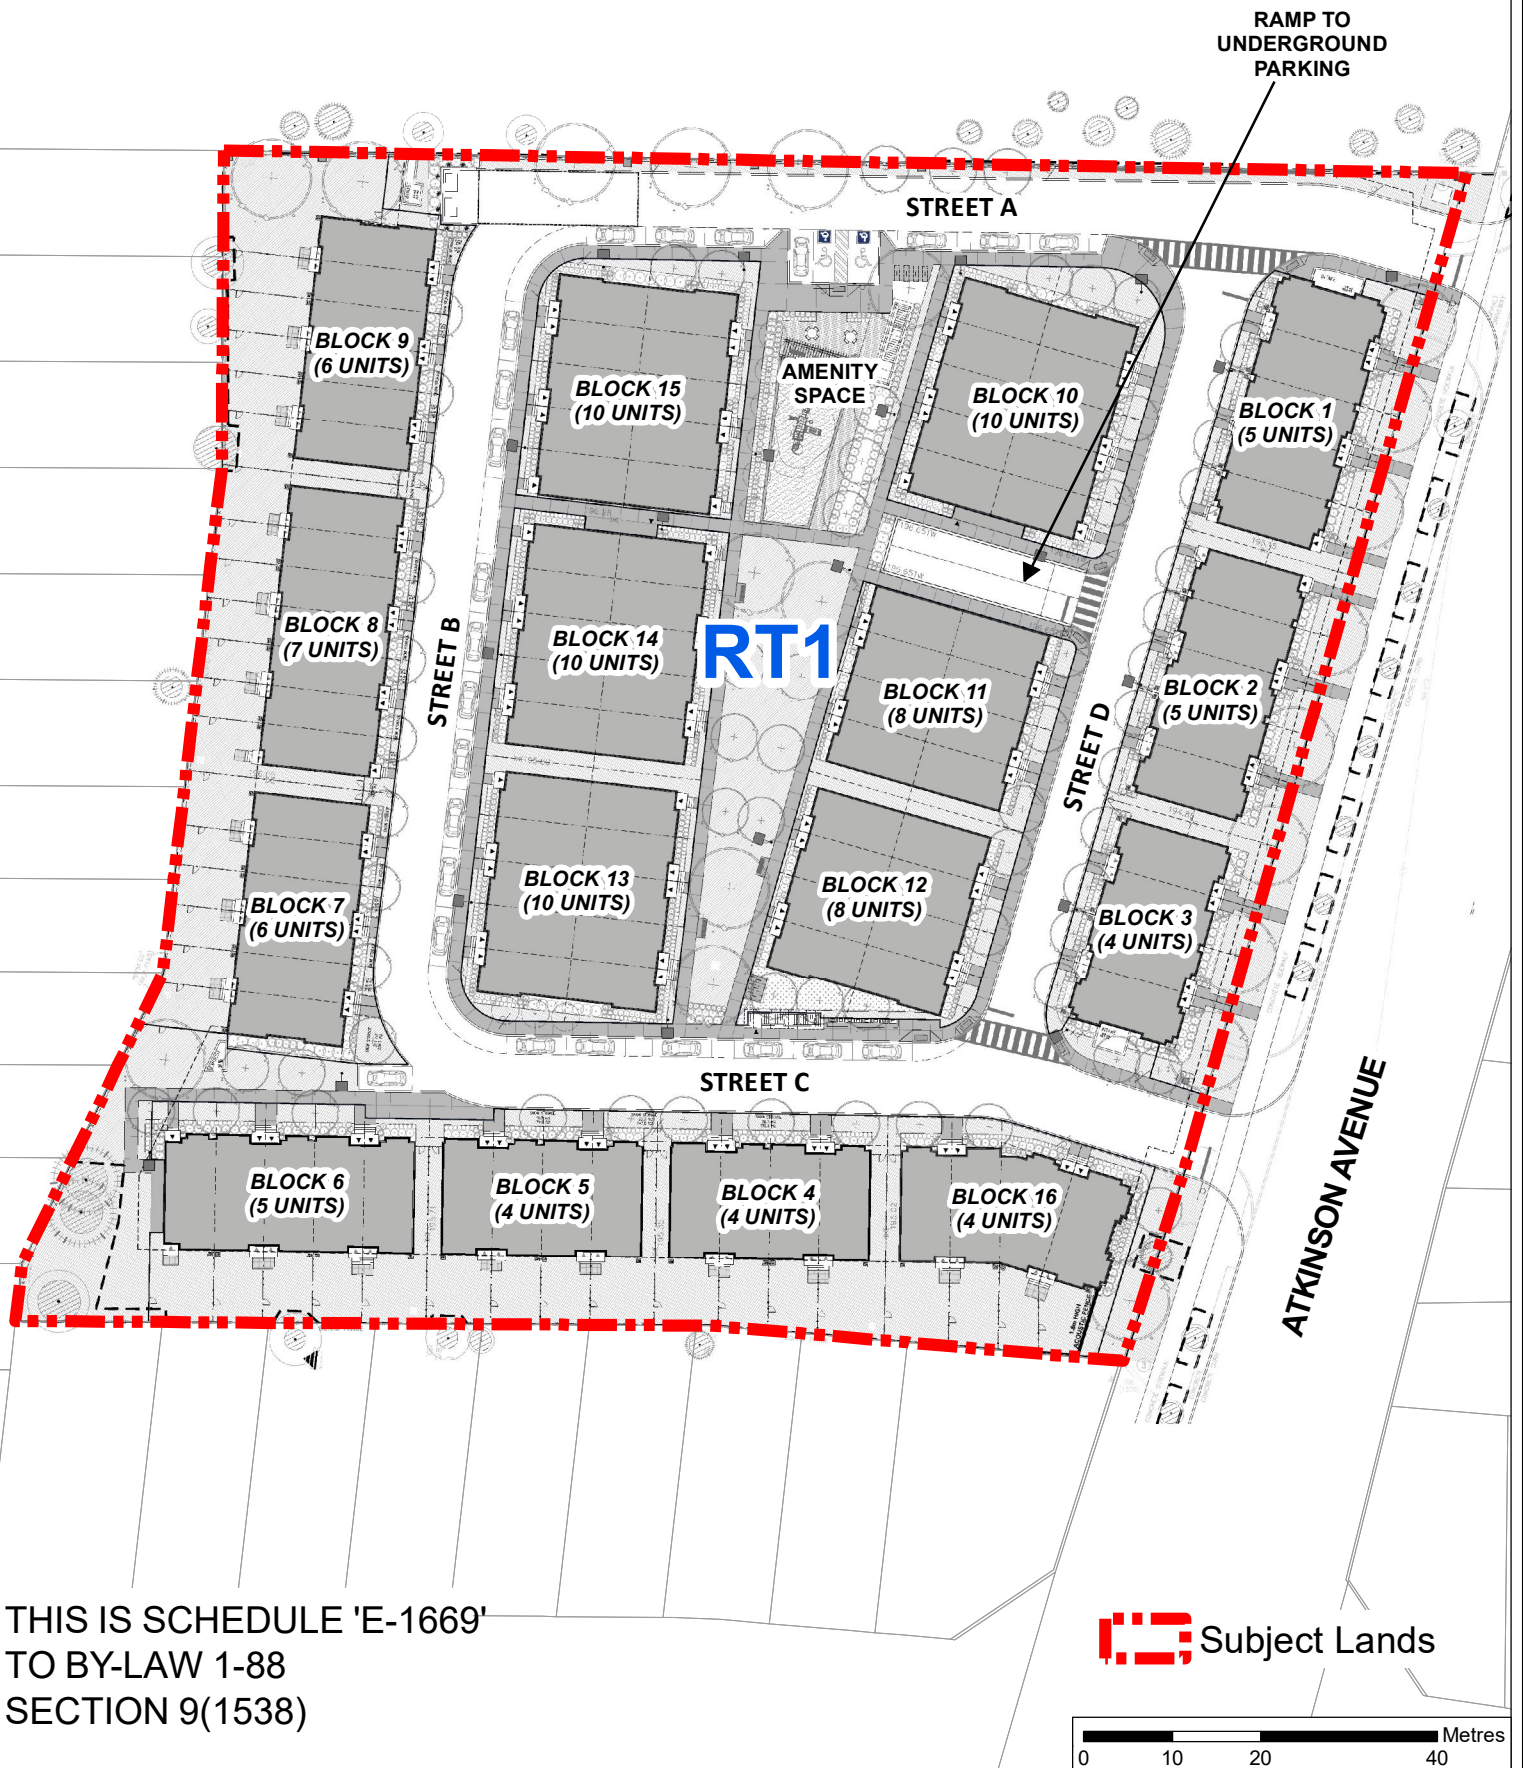 RAMP TO
UNDERGROUND
PARKING
STREET A
BLOCK 9
(6 UNITS)
BLOCK 15
(10 UNITS)
AMENITY
SPACE
BLOCK 10
(10 UNITS)
BLOCK 1
(5 UNITS)
BLOCK 8
(7 UNITS)
STREET B
BLOCK 14
(10 UNITS)
RT1
BLOCK 11
(8 UNITS)
STREET D
BLOCK 2
(5 UNITS)
BLOCK 7
(6 UNITS)
BLOCK 13
(10 UNITS)
BLOCK 12
(8 UNITS)
BLOCK 3
(4 UNITS)
STREET C
ATKINSON AVENUE
BLOCK 6
(5 UNITS)
BLOCK 5
(4 UNITS)
BLOCK 4
(4 UNITS)
BLOCK 16
(4 UNITS)
1.8m HIGH
ACOUSTIC FENCE
THIS IS SCHEDULE 'E-1669'
TO BY-LAW 1-88
SECTION 9(1538)
Subject Lands
Metres
0 10 20 40